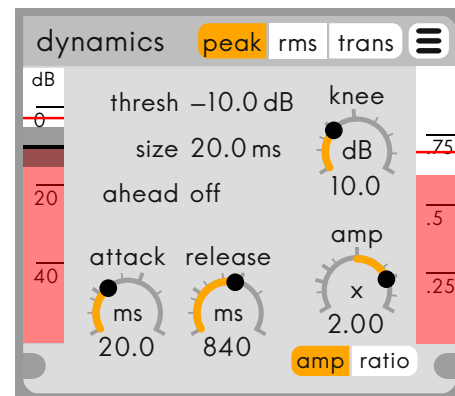 dynamics peak rms trans
dB
0
20
40
thresh –10.0 dB
size 20.0 ms
ahead off
knee
dB
10.0
attack
ms
20.0
release
ms
840
amp
x
2.00
amp ratio
.75
.5
.25